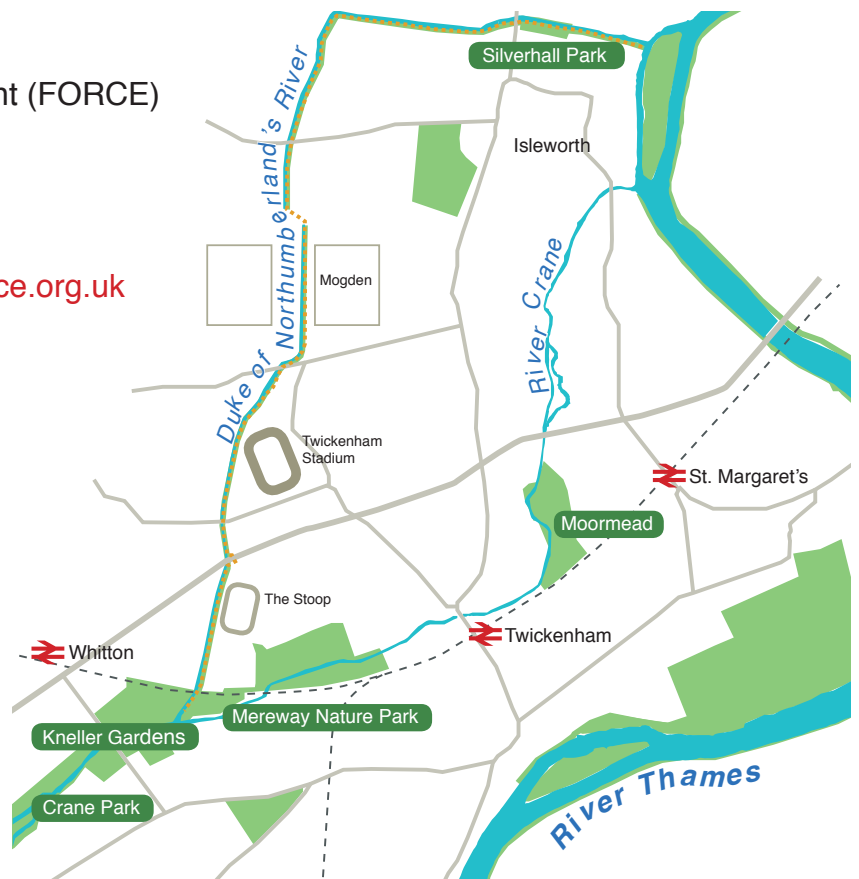 Silverhall Park
nt (FORCE)
Isleworth
Duke of Northumberland's River
ce.org.uk
Mogden
River Crane
Twickenham
Stadium
St. Margaret's
Moormead
The Stoop
Twickenham
Whitton
Mereway Nature Park
Kneller Gardens
River Thames
Crane Park